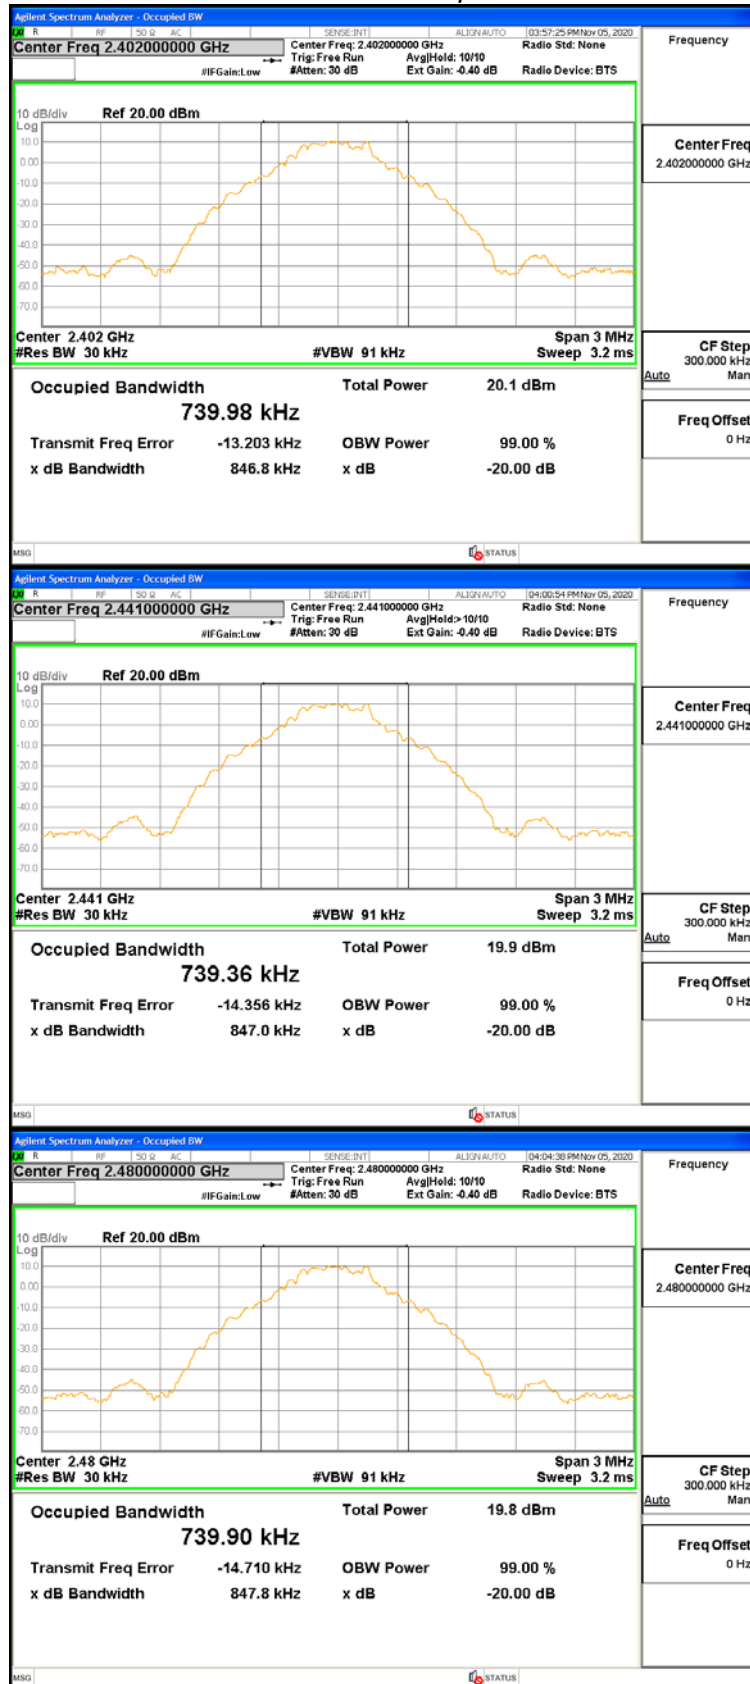 Agilent Spectrum Analyzer - Occupied BW
R RF 50 Ω AC SENSE:INT ALIGN AUTO 03:57:25 PM Nov 05, 2020
Center Freq 2.402000000 GHz
Center Freq: 2.402000000 GHz Radio Std: None
Trig: Free Run Avg|Hold: 10/10
#IFGain:Low #Atten: 30 dB Ext Gain: -0.40 dB Radio Device: BTS
Frequency
10 dB/div Ref 20.00 dBm
Log
10.0
0.00
-10.0
-20.0
-30.0
-40.0
-50.0
-60.0
-70.0
Center 2.402 GHz Span 3 MHz
#Res BW 30 kHz #VBW 91 kHz Sweep 3.2 ms
Center Freq
2.402000000 GHz
CF Step
300.000 kHz
Auto Man
Freq Offset
0 Hz
Occupied Bandwidth Total Power 20.1 dBm
739.98 kHz
Transmit Freq Error -13.203 kHz OBW Power 99.00 %
x dB Bandwidth 846.8 kHz x dB -20.00 dB
MSG STATUS
Agilent Spectrum Analyzer - Occupied BW
R RF 50 Ω AC SENSE:INT ALIGN AUTO 04:00:54 PM Nov 05, 2020
Center Freq 2.441000000 GHz
Center Freq: 2.441000000 GHz Radio Std: None
Trig: Free Run Avg|Hold:>10/10
#IFGain:Low #Atten: 30 dB Ext Gain: -0.40 dB Radio Device: BTS
Frequency
10 dB/div Ref 20.00 dBm
Log
10.0
0.00
-10.0
-20.0
-30.0
-40.0
-50.0
-60.0
-70.0
Center 2.441 GHz Span 3 MHz
#Res BW 30 kHz #VBW 91 kHz Sweep 3.2 ms
Center Freq
2.441000000 GHz
CF Step
300.000 kHz
Auto Man
Freq Offset
0 Hz
Occupied Bandwidth Total Power 19.9 dBm
739.36 kHz
Transmit Freq Error -14.356 kHz OBW Power 99.00 %
x dB Bandwidth 847.0 kHz x dB -20.00 dB
MSG STATUS
Agilent Spectrum Analyzer - Occupied BW
R RF 50 Ω AC SENSE:INT ALIGN AUTO 04:04:38 PM Nov 05, 2020
Center Freq 2.480000000 GHz
Center Freq: 2.480000000 GHz Radio Std: None
Trig: Free Run Avg|Hold: 10/10
#IFGain:Low #Atten: 30 dB Ext Gain: -0.40 dB Radio Device: BTS
Frequency
10 dB/div Ref 20.00 dBm
Log
10.0
0.00
-10.0
-20.0
-30.0
-40.0
-50.0
-60.0
-70.0
Center 2.48 GHz Span 3 MHz
#Res BW 30 kHz #VBW 91 kHz Sweep 3.2 ms
Center Freq
2.480000000 GHz
CF Step
300.000 kHz
Auto Man
Freq Offset
0 Hz
Occupied Bandwidth Total Power 19.8 dBm
739.90 kHz
Transmit Freq Error -14.710 kHz OBW Power 99.00 %
x dB Bandwidth 847.8 kHz x dB -20.00 dB
MSG STATUS